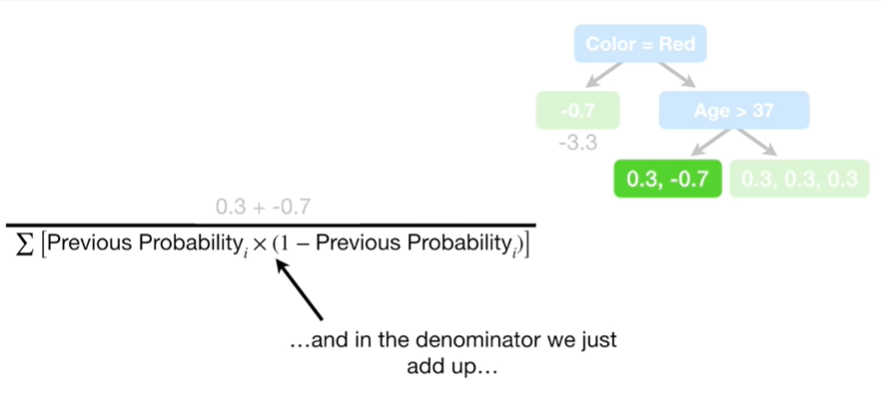 Color = Red
-0.7
Age > 37
-3.3
0.3, -0.7
0.3, 0.3, 0.3
0.3 + -0.7
∑ [Previous Probabilityᵢ × (1 − Previous Probabilityᵢ)]
…and in the denominator we just
add up…